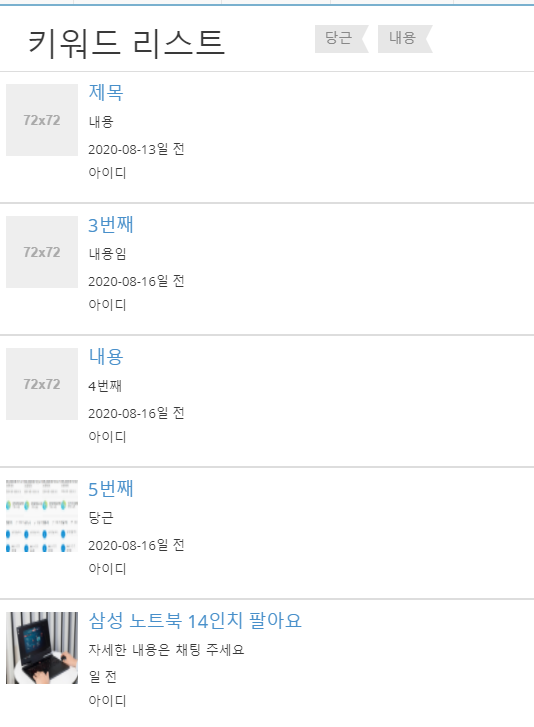 키워드 리스트
당근
내용
72x72
제목
내용
2020-08-13일 전
아이디
72x72
3번째
내용임
2020-08-16일 전
아이디
72x72
내용
4번째
2020-08-16일 전
아이디
5번째
당근
2020-08-16일 전
아이디
삼성 노트북 14인치 팔아요
자세한 내용은 채팅 주세요
일 전
아이디